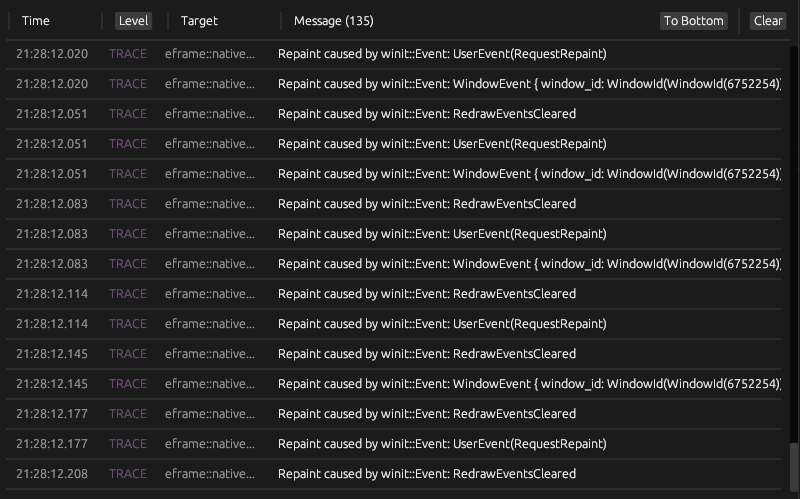 Time Level Target Message (135) To Bottom Clear
21:28:12.020 TRACE eframe::native... Repaint caused by winit::Event: UserEvent(RequestRepaint)
21:28:12.020 TRACE eframe::native... Repaint caused by winit::Event: WindowEvent { window_id: WindowId(WindowId(6752254))
21:28:12.051 TRACE eframe::native... Repaint caused by winit::Event: RedrawEventsCleared
21:28:12.051 TRACE eframe::native... Repaint caused by winit::Event: UserEvent(RequestRepaint)
21:28:12.051 TRACE eframe::native... Repaint caused by winit::Event: WindowEvent { window_id: WindowId(WindowId(6752254))
21:28:12.083 TRACE eframe::native... Repaint caused by winit::Event: RedrawEventsCleared
21:28:12.083 TRACE eframe::native... Repaint caused by winit::Event: UserEvent(RequestRepaint)
21:28:12.083 TRACE eframe::native... Repaint caused by winit::Event: WindowEvent { window_id: WindowId(WindowId(6752254))
21:28:12.114 TRACE eframe::native... Repaint caused by winit::Event: RedrawEventsCleared
21:28:12.114 TRACE eframe::native... Repaint caused by winit::Event: UserEvent(RequestRepaint)
21:28:12.145 TRACE eframe::native... Repaint caused by winit::Event: RedrawEventsCleared
21:28:12.145 TRACE eframe::native... Repaint caused by winit::Event: WindowEvent { window_id: WindowId(WindowId(6752254))
21:28:12.177 TRACE eframe::native... Repaint caused by winit::Event: RedrawEventsCleared
21:28:12.177 TRACE eframe::native... Repaint caused by winit::Event: UserEvent(RequestRepaint)
21:28:12.208 TRACE eframe::native... Repaint caused by winit::Event: RedrawEventsCleared